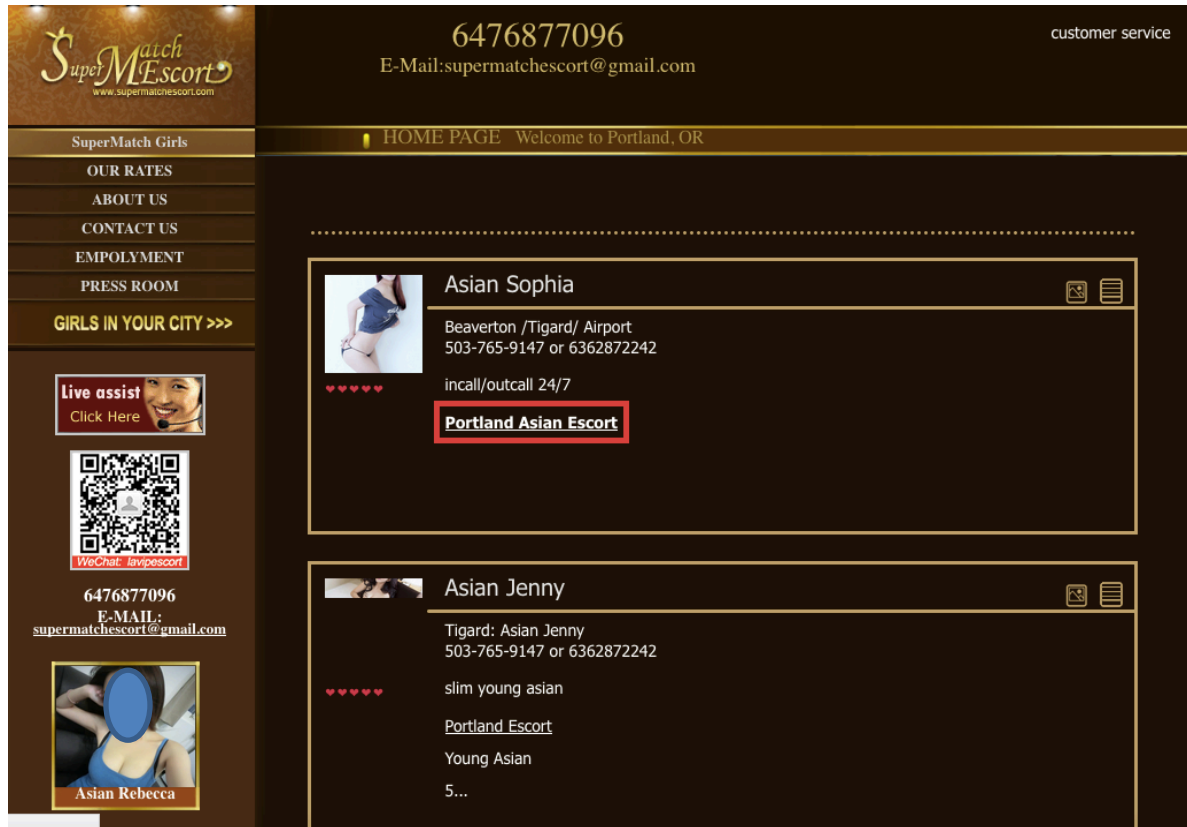 Super Match Escort
www.supermatchescort.com
6476877096
E-Mail:supermatchescort@gmail.com
customer service
HOME PAGE Welcome to Portland, OR
SuperMatch Girls
OUR RATES
ABOUT US
CONTACT US
EMPOLYMENT
PRESS ROOM
GIRLS IN YOUR CITY >>>
Live assist
Click Here
WeChat: lavipescort
6476877096
E-MAIL:
supermatchescort@gmail.com
Asian Rebecca
Asian Sophia
Beaverton /Tigard/ Airport
503-765-9147 or 6362872242
incall/outcall 24/7
Portland Asian Escort
Asian Jenny
Tigard: Asian Jenny
503-765-9147 or 6362872242
slim young asian
Portland Escort
Young Asian
5...